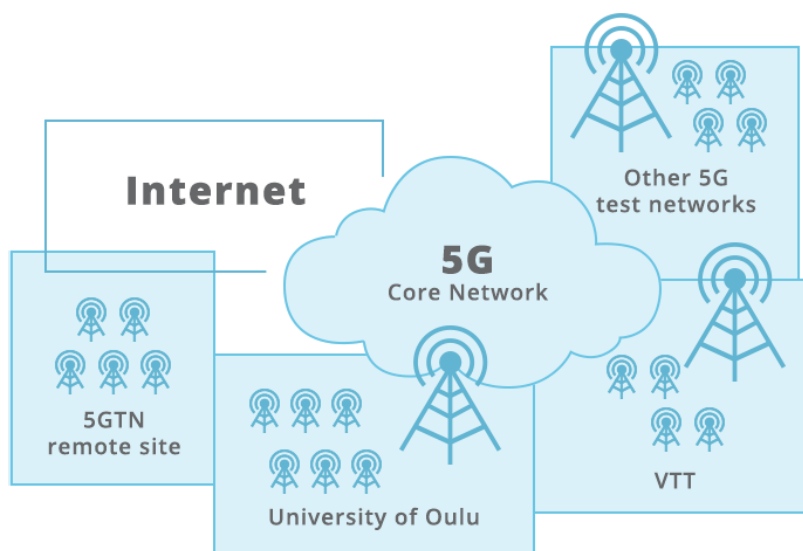 Other 5G
test networks
Internet
5G
Core Network
5GTN
remote site
University of Oulu
VTT